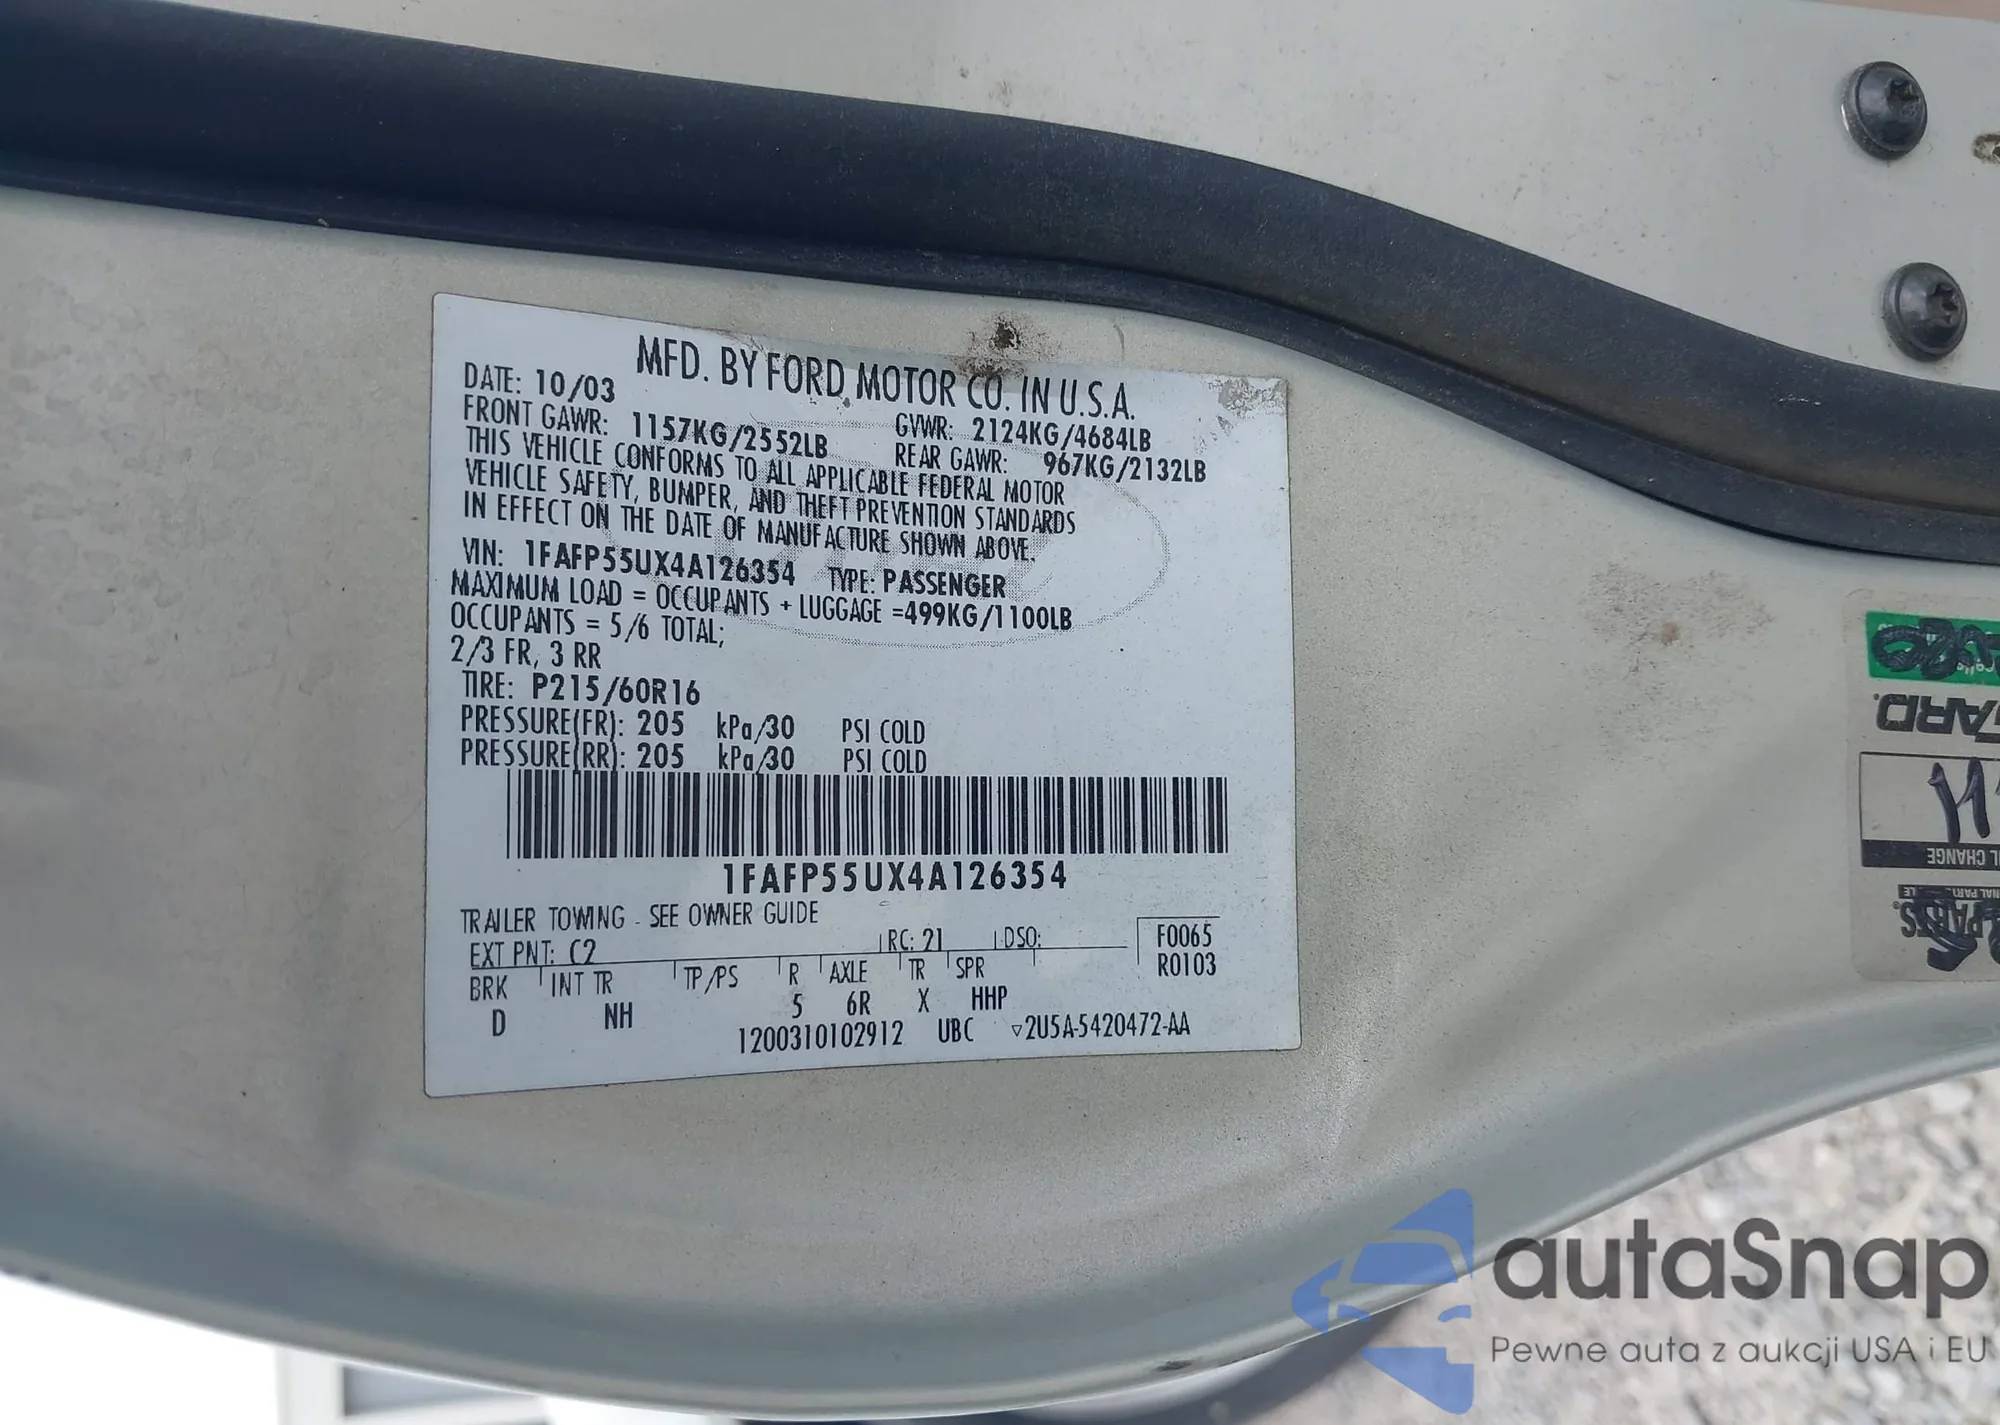 MFD. BY FORD MOTOR CO. IN U.S.A.
DATE: 10/03
GVWR: 2124KG/4684LB
FRONT GAWR: 1157KG/2552LB
REAR GAWR: 967KG/2132LB
THIS VEHICLE CONFORMS TO ALL APPLICABLE FEDERAL MOTOR
VEHICLE SAFETY, BUMPER, AND THEFT PREVENTION STANDARDS
IN EFFECT ON THE DATE OF MANUFACTURE SHOWN ABOVE.
VIN: 1FAFP55UX4A126354 TYPE: PASSENGER
MAXIMUM LOAD = OCCUPANTS + LUGGAGE =499KG/1100LB
OCCUPANTS = 5/6 TOTAL;
2/3 FR, 3 RR
TIRE: P215/60R16
PRESSURE(FR): 205 kPa/30 PSI COLD
PRESSURE(RR): 205 kPa/30 PSI COLD
1FAFP55UX4A126354
TRAILER TOWING - SEE OWNER GUIDE
EXT PNT: C2 RC: 21 DSO:
F0065
R0103
BRK INT TR TP/PS R AXLE TR SPR
D NH 5 6R X HHP
1200310102912 UBC ▽2U5A-5420472-AA
CHANGE
autaSnap
Pewne auta z aukcji USA i EU